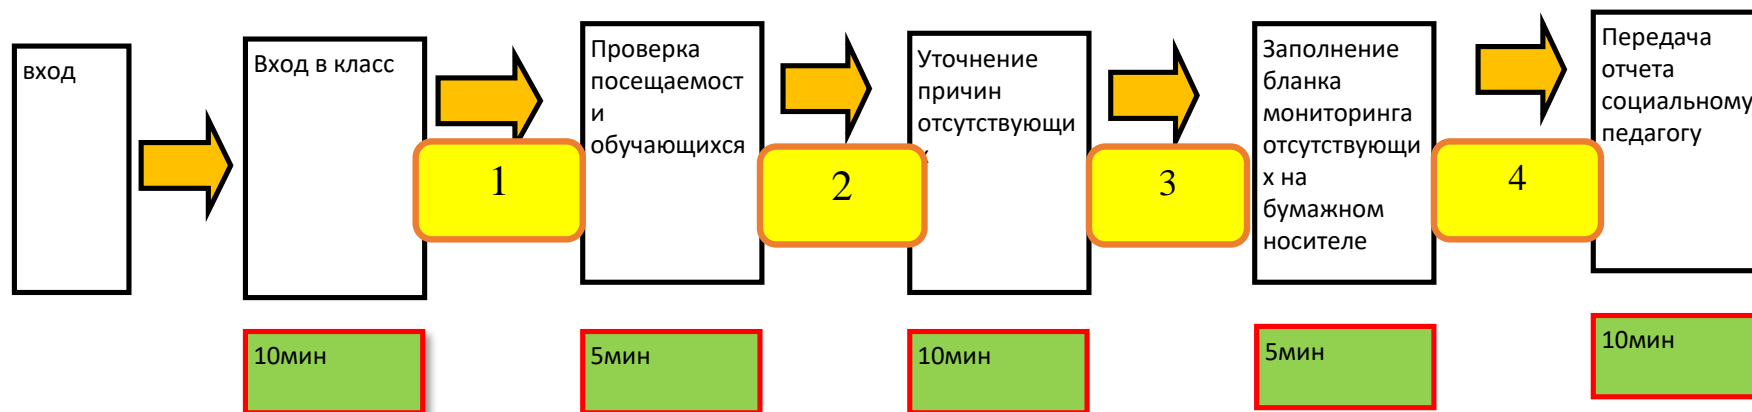 вход
Вход в класс
Проверка
посещаемост
и
обучающихся
Уточнение
причин
отсутствующи
х
Заполнение
бланка
мониторинга
отсутствующи
х на
бумажном
носителе
Передача
отчета
социальному
педагогу
1
2
3
4
10мин
5мин
10мин
5мин
10мин